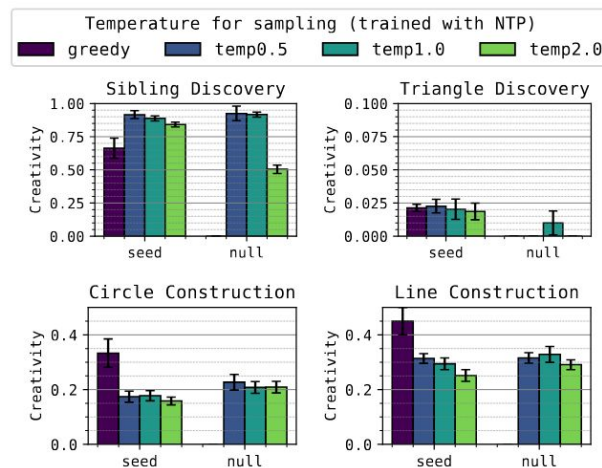 Temperature for sampling (trained with NTP)
greedy temp0.5 temp1.0 temp2.0
Sibling Discovery
Creativity
1.00
0.75
0.50
0.25
0.00
seed null
Triangle Discovery
Creativity
0.100
0.075
0.050
0.025
0.000
seed null
Circle Construction
Creativity
0.4
0.2
0.0
seed null
Line Construction
Creativity
0.4
0.2
0.0
seed null